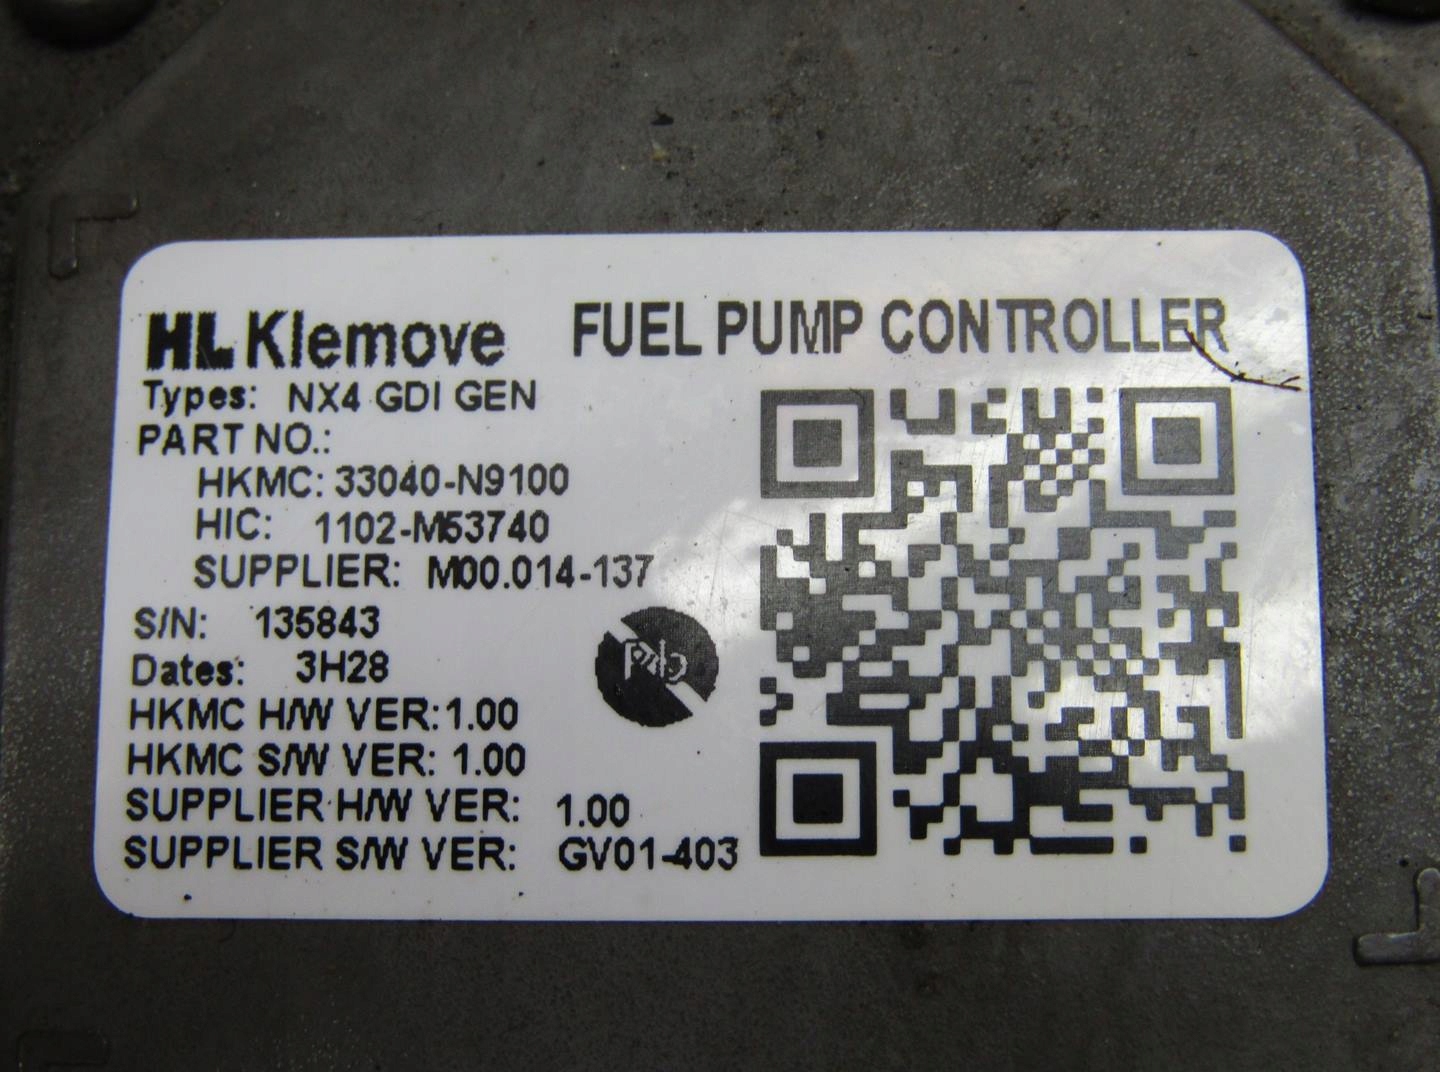 HL Klemove FUEL PUMP CONTROLLER
Types: NX4 GDI GEN
PART NO.:
HKMC: 33040-N9100
HIC: 1102-M53740
SUPPLIER: M00.014-137
S/N: 135843
Dates: 3H28
HKMC H/W VER: 1.00
HKMC S/W VER: 1.00
SUPPLIER H/W VER: 1.00
SUPPLIER S/W VER: GV01-403